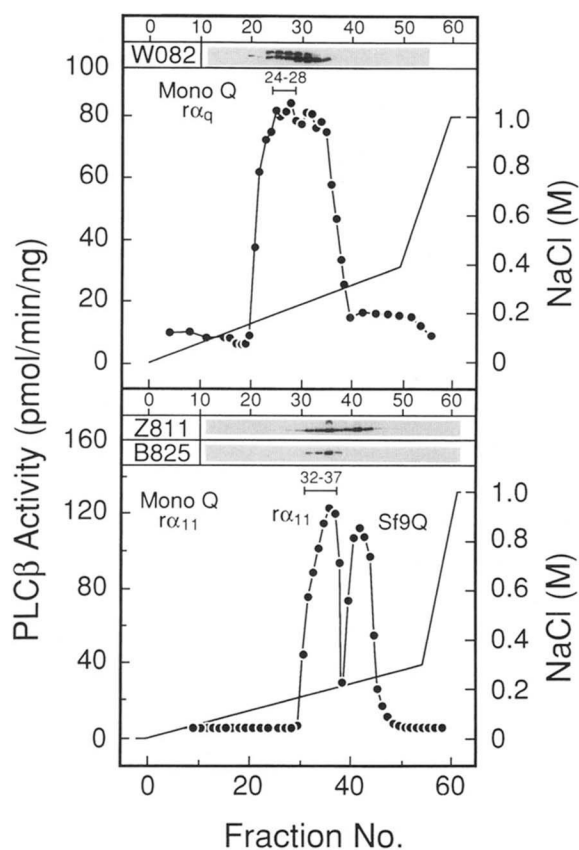 0 10 20 30 40 50 60
W082
24-28
Mono Q
rαq
100
80
60
40
20
0
1.0
0.8
0.6
0.4
0.2
0
0 10 20 30 40 50 60
Z811
B825
32-37
Mono Q
rα11
rα11
Sf9Q
160
120
80
40
0
1.0
0.8
0.6
0.4
0.2
0
0 20 40 60
Fraction No.
PLCβ Activity (pmol/min/ng)
NaCl (M)
NaCl (M)